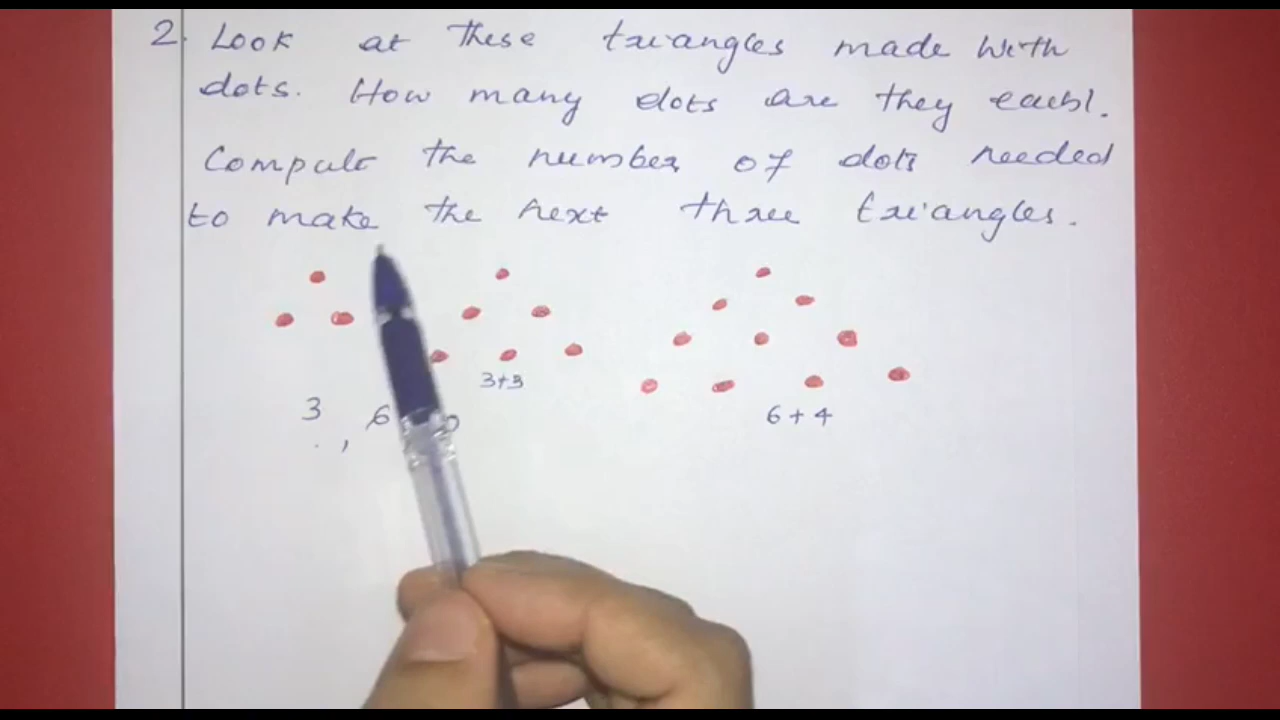 2. Look at these triangles made with
dots. How many dots are they each.
Compute the number of dots needed
to make the next three triangles.
3+3
3, 6
6+4